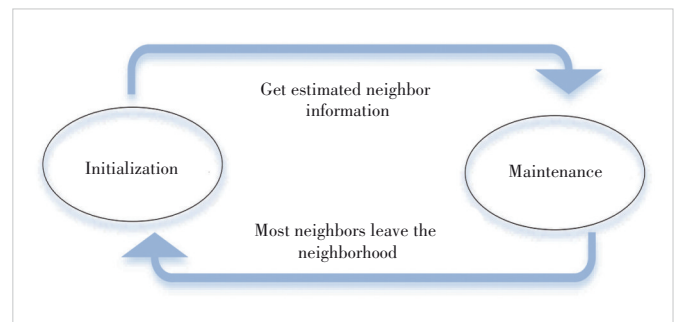 Get estimated neighbor
information
Initialization
Maintenance
Most neighbors leave the
neighborhood